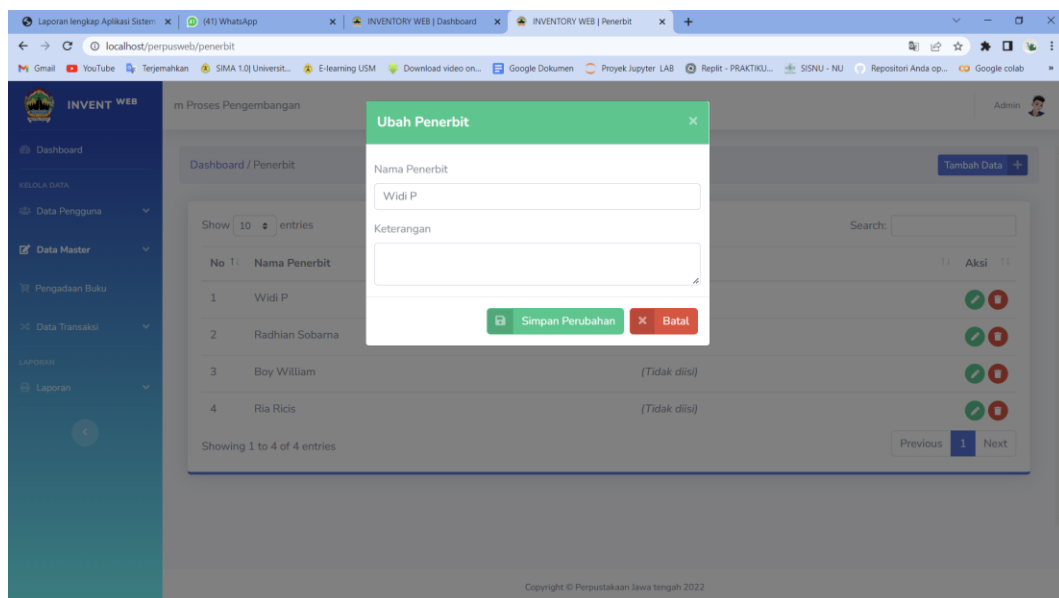 Laporan lengkap Aplikasi Sistem
(41) WhatsApp
INVENTORY WEB | Dashboard
INVENTORY WEB | Penerbit
localhost/perpusweb/penerbit
Gmail YouTube Terjemahkan SIMA 1.0| Universit... E-learning USM Download video on... Google Dokumen Proyek Jupyter LAB Replit - PRAKTIKU... SISNU - NU Repositori Anda op... Google colab »
INVENT WEB
m Proses Pengembangan
Admin
Dashboard
KELOLA DATA
Data Pengguna
Data Master
Pengadaan Buku
Data Transaksi
LAPORAN
Laporan
Dashboard / Penerbit
Tambah Data +
Show 10 entries
Search:
No Nama Penerbit Aksi
1 Widi P
2 Radhian Sobarna
3 Boy William (Tidak diisi)
4 Ria Ricis (Tidak diisi)
Showing 1 to 4 of 4 entries
Previous 1 Next
Ubah Penerbit ×
Nama Penerbit
Widi P
Keterangan
Simpan Perubahan
Batal
Copyright © Perpustakaan Jawa tengah 2022